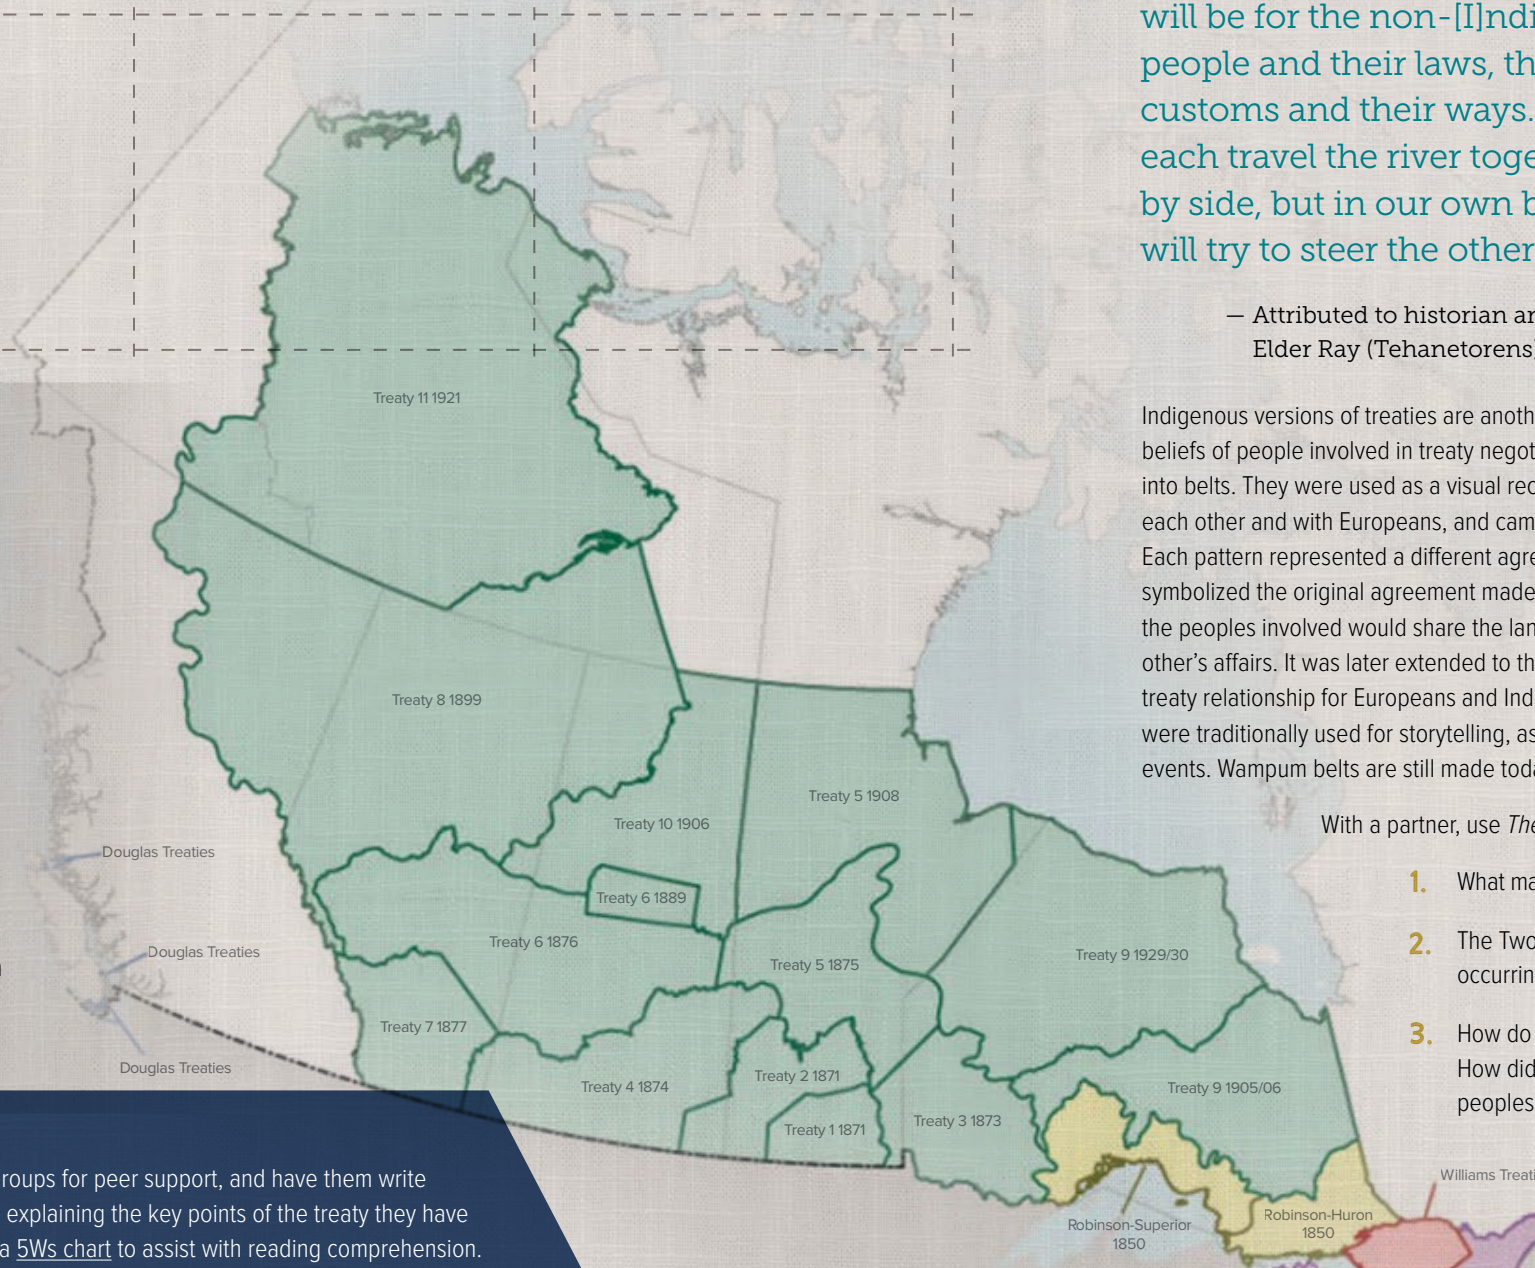 will be for the non-[I]ndi
people and their laws, th
customs and their ways.
each travel the river toge
by side, but in our own b
will try to steer the other
— Attributed to historian an
Elder Ray (Tehanetorens)
Indigenous versions of treaties are anoth
beliefs of people involved in treaty negot
into belts. They were used as a visual rec
each other and with Europeans, and cam
Each pattern represented a different agre
symbolized the original agreement made
the peoples involved would share the lan
other's affairs. It was later extended to th
treaty relationship for Europeans and Ind
were traditionally used for storytelling, as
events. Wampum belts are still made toda
With a partner, use The
1. What ma
2. The Two
occurrin
3. How do
How did
peoples
Treaty 11 1921
Treaty 8 1899
Treaty 5 1908
Treaty 10 1906
Douglas Treaties
Treaty 6 1889
Treaty 6 1876
Douglas Treaties
Treaty 5 1875
Treaty 9 1929/30
Treaty 7 1877
Douglas Treaties
Treaty 4 1874
Treaty 2 1871
Treaty 9 1905/06
Treaty 1 1871
Treaty 3 1873
Williams Treati
Robinson-Superior
1850
Robinson-Huron
1850
roups for peer support, and have them write
explaining the key points of the treaty they have
a 5Ws chart to assist with reading comprehension.